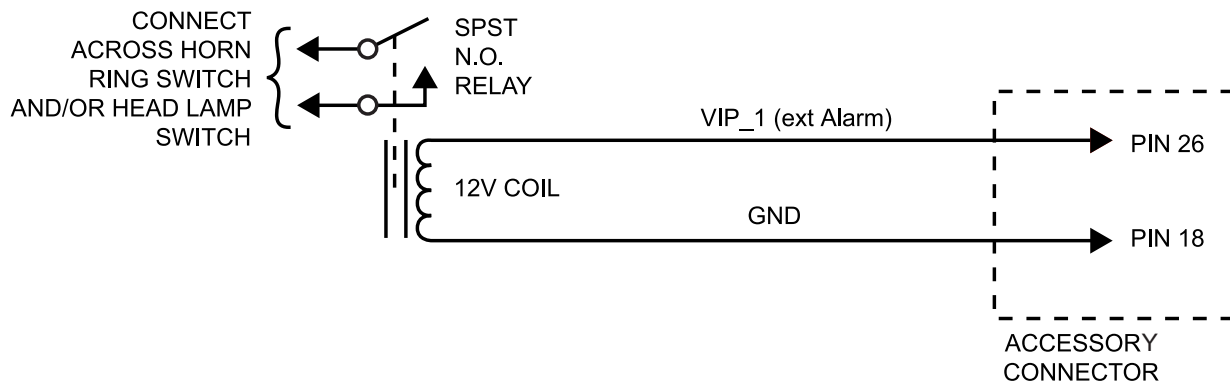 CONNECT
ACROSS HORN
RING SWITCH
AND/OR HEAD LAMP
SWITCH
SPST
N.O.
RELAY
VIP_1 (ext Alarm)
PIN 26
12V COIL
GND
PIN 18
ACCESSORY
CONNECTOR